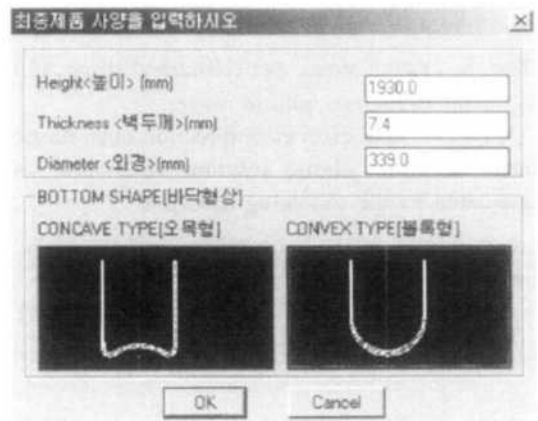 최종제품 사양을 입력하시오
Height<높이> (mm) 1930.0
Thickness <벽두께>(mm) 7.4
Diameter <외경>(mm) 339.0
BOTTOM SHAPE[바닥형상]
CONCAVE TYPE[오목형] CONVEX TYPE[볼록형]
OK Cancel